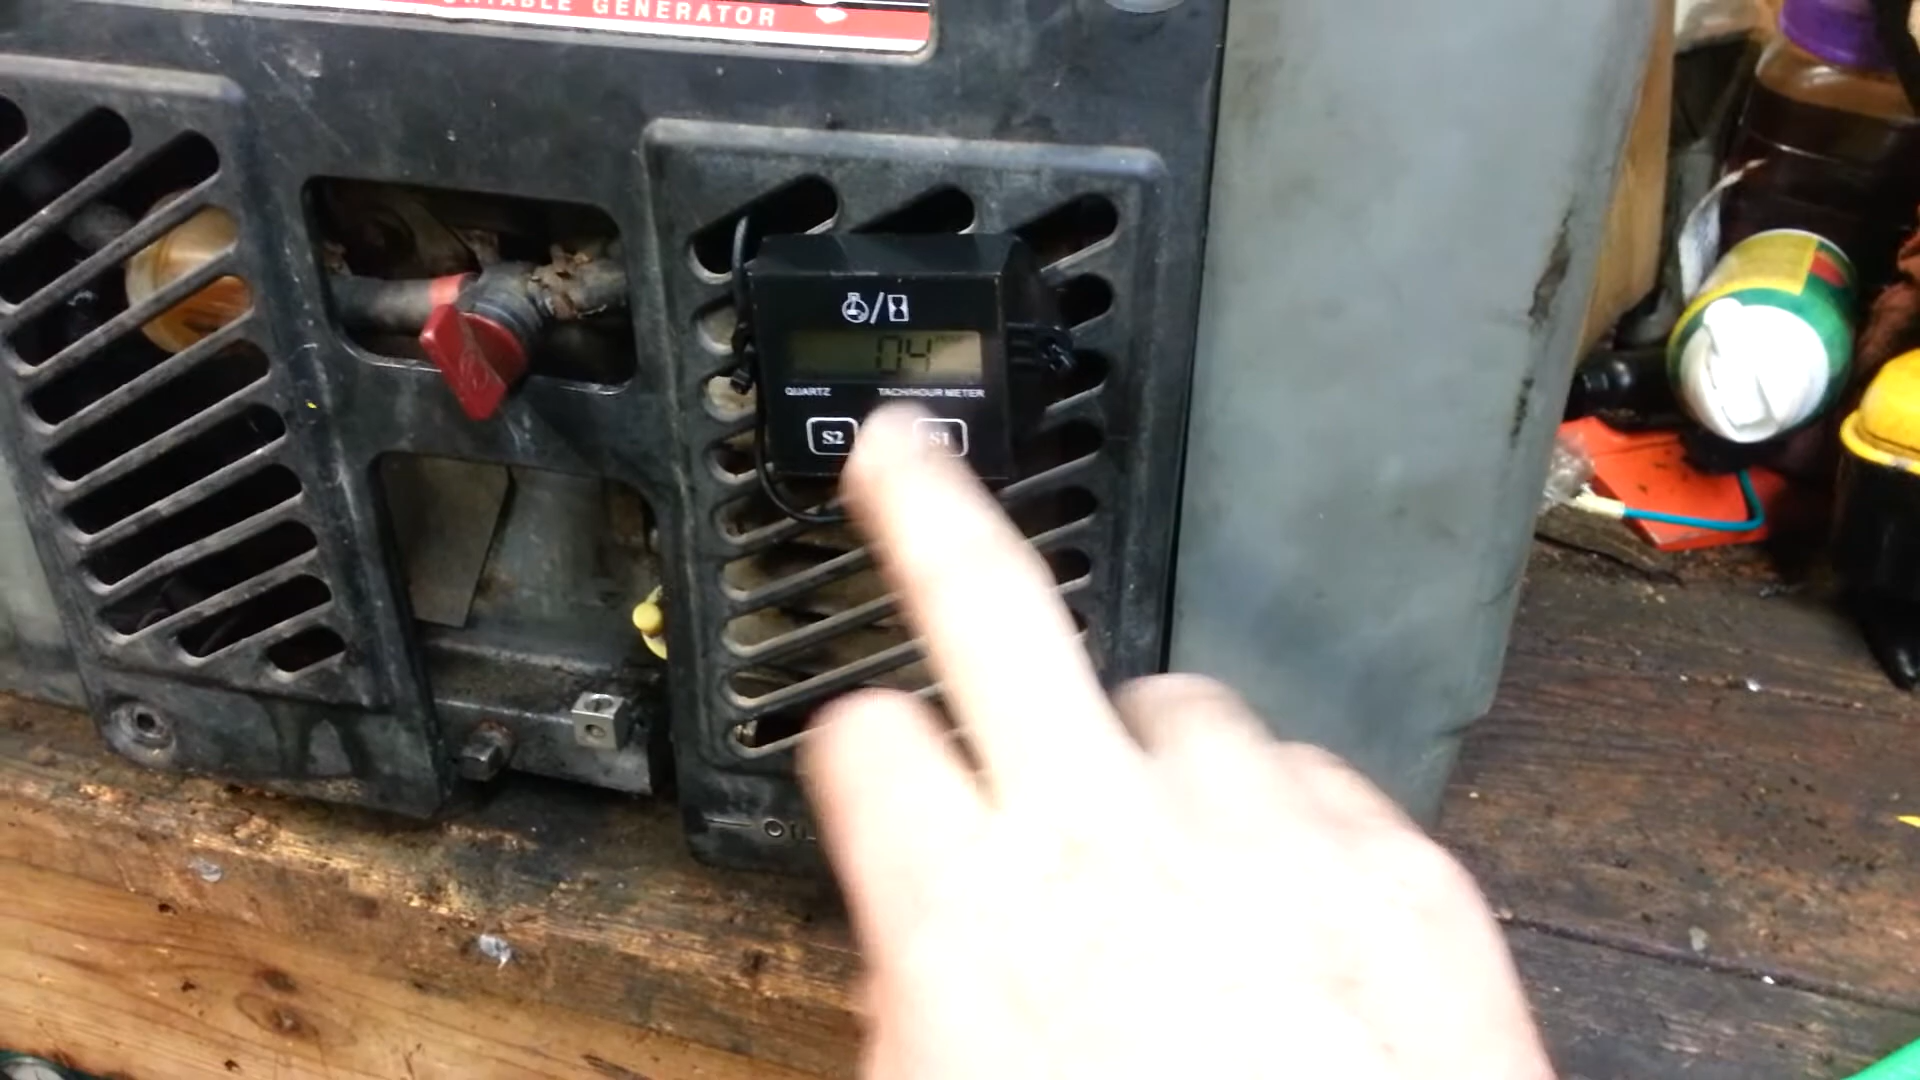 GENERATOR
04
QUARTZ TACH/HOUR METER
S2 S1